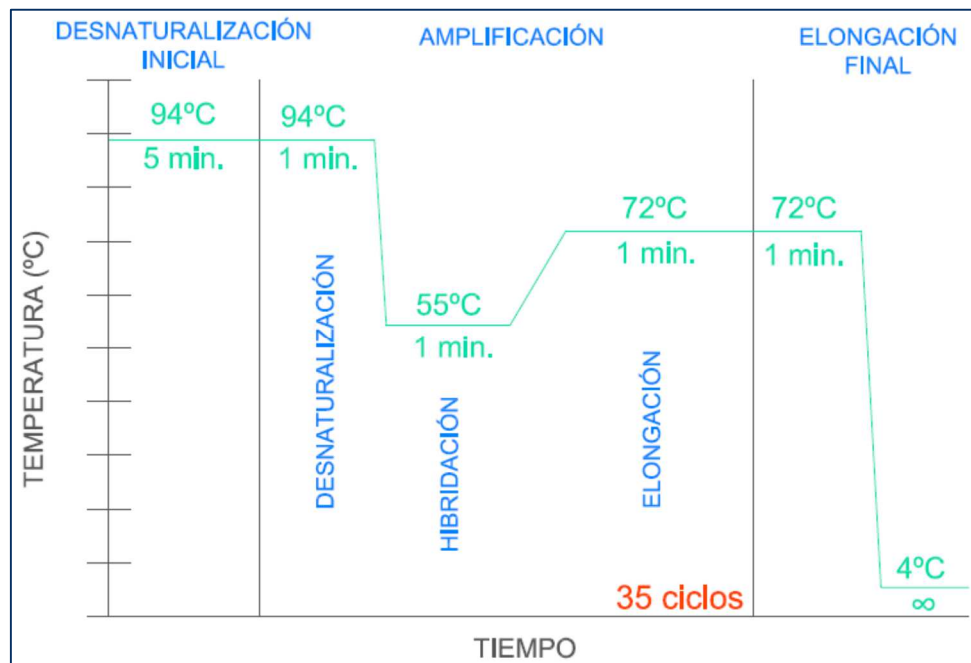 DESNATURALIZACIÓN
INICIAL
AMPLIFICACIÓN
ELONGACIÓN
FINAL
94ºC
5 min.
94ºC
1 min.
72ºC
1 min.
72ºC
1 min.
55ºC
1 min.
TEMPERATURA (ºC)
DESNATURALIZACIÓN
HIBRIDACIÓN
ELONGACIÓN
4ºC
∞
35 ciclos
TIEMPO